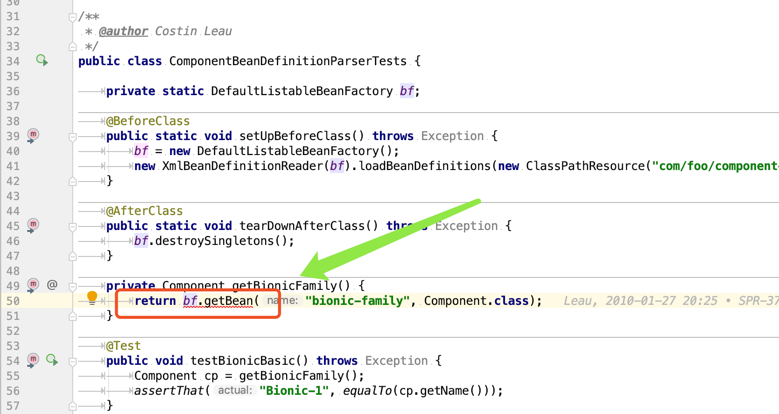 30
31 /**
32 * @author Costin Leau
33 */
34 public class ComponentBeanDefinitionParserTests {
35
36 private static DefaultListableBeanFactory bf;
37
38 @BeforeClass
39 public static void setUpBeforeClass() throws Exception {
40 bf = new DefaultListableBeanFactory();
41 new XmlBeanDefinitionReader(bf).loadBeanDefinitions(new ClassPathResource("com/foo/component-
42 }
43
44 @AfterClass
45 public static void tearDownAfterClass() throws Exception {
46 bf.destroySingletons();
47 }
48
49 @ private Component getBionicFamily() {
50 return bf.getBean( name: "bionic-family", Component.class); Leau, 2010-01-27 20:25 • SPR-37
51 }
52
53 @Test
54 public void testBionicBasic() throws Exception {
55 Component cp = getBionicFamily();
56 assertThat( actual: "Bionic-1", equalTo(cp.getName()));
57 }